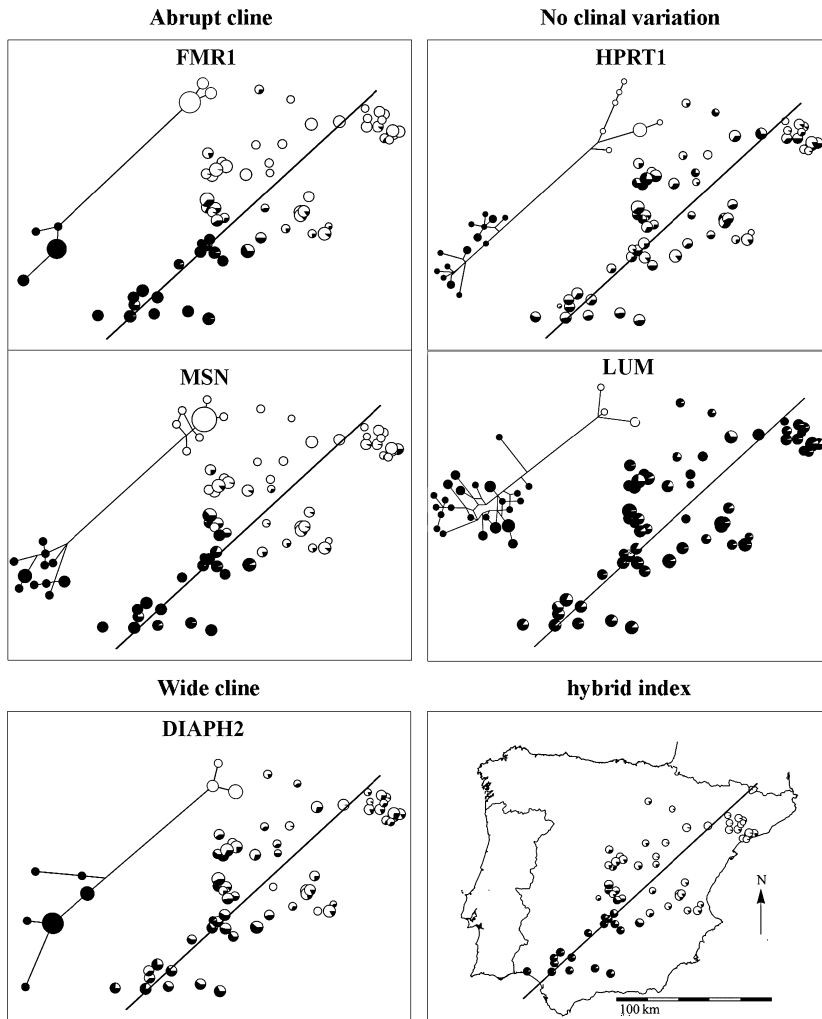 Abrupt cline
No clinal variation
FMR1
HPRT1
MSN
LUM
Wide cline
hybrid index
DIAPH2
N
100 km